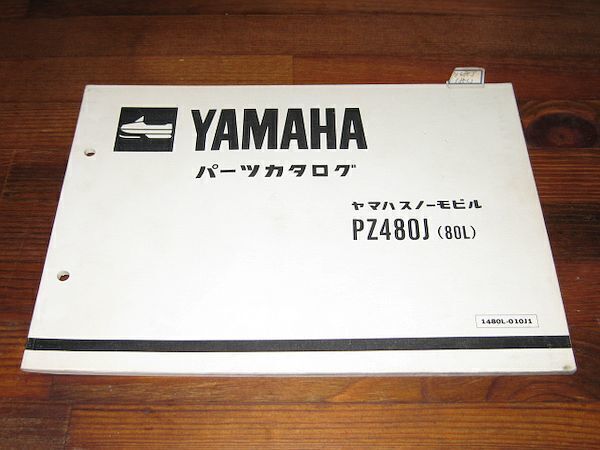 YAMAHA
パーツカタログ
ヤマハスノーモビル
PZ480J (80L)
1480L-010J1